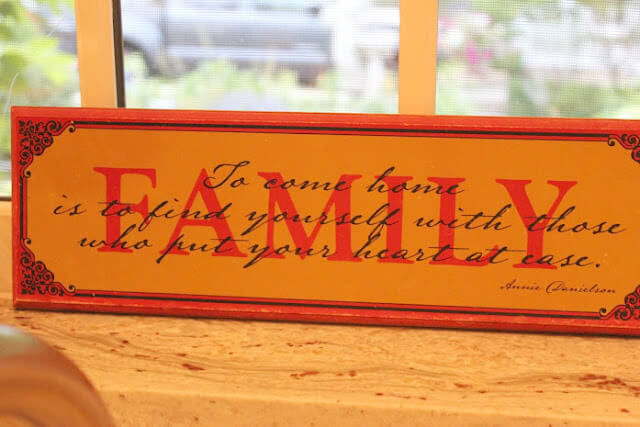 FAMILY
To come home
is to find yourself with those
who put your heart at ease.
Annie Danielson